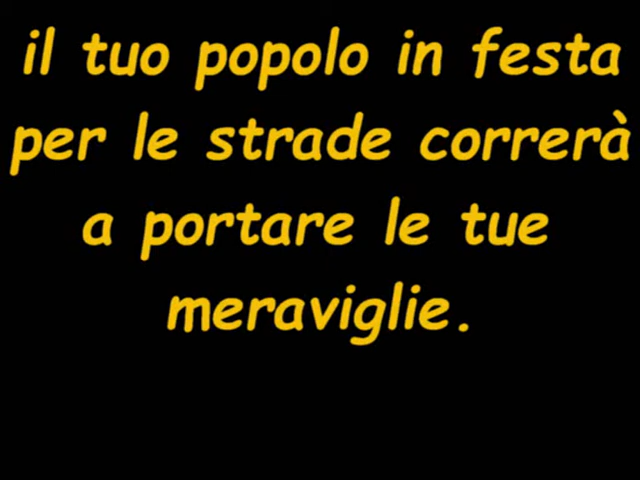 il tuo popolo in festa
per le strade correrà
a portare le tue
meraviglie.